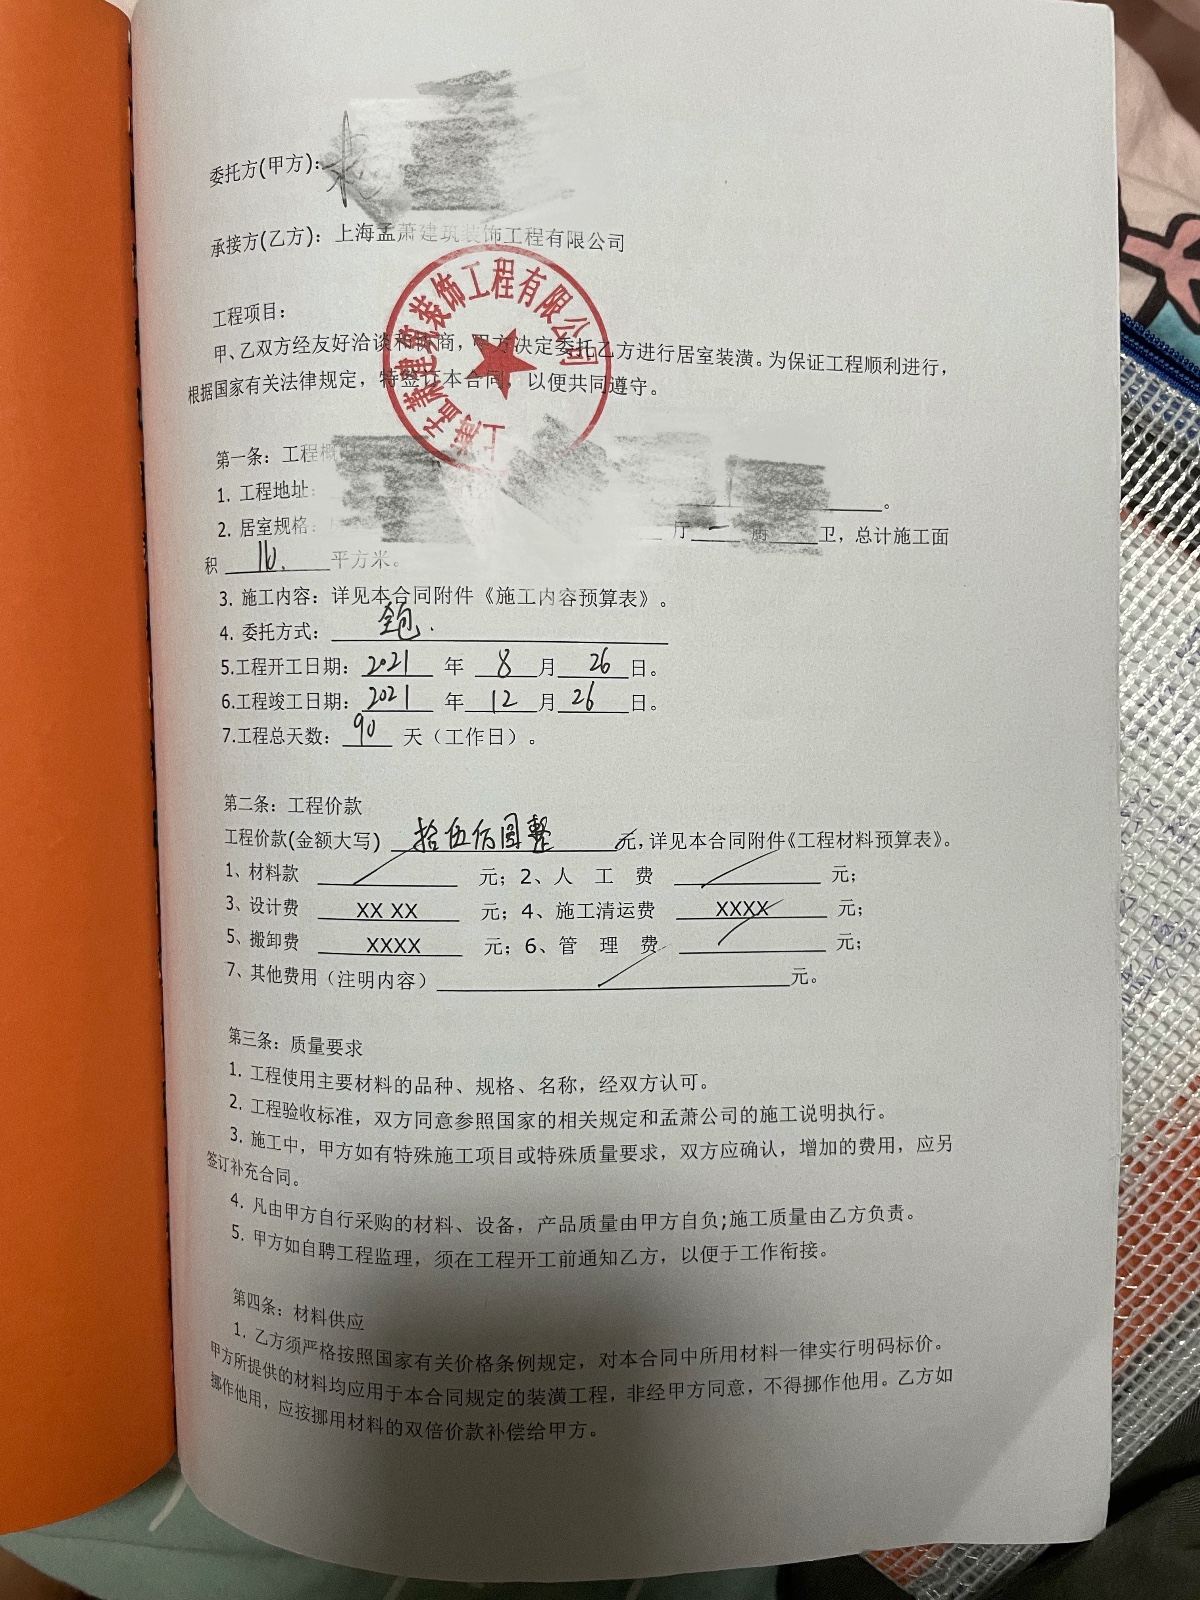 委托方(甲方):
承接方(乙方): 上海孟萧建筑装饰工程有限公司
上海孟萧建筑装饰工程有限公司
工程项目:
甲、乙双方经友好洽谈和协商，甲方决定委托乙方进行居室装潢。为保证工程顺利进行，
根据国家有关法律规定，特签订本合同，以便共同遵守。
第一条: 工程概
1. 工程地址:
2. 居室规格: 厅 一 厨 卫，总计施工面
积 平方米。
3. 施工内容: 详见本合同附件《施工内容预算表》。
4. 委托方式: 全包.
5.工程开工日期: 2021 年 8 月 26 日。
6.工程竣工日期: 2021 年 12 月 26 日。
7.工程总天数: 90 天（工作日）。
第二条: 工程价款
工程价款(金额大写) 拾伍万圆整 元, 详见本合同附件《工程材料预算表》。
1、材料款 元; 2、人 工 费 元;
3、设计费 XX XX 元; 4、施工清运费 XXXX 元;
5、搬卸费 XXXX 元; 6、管 理 费 元;
7、其他费用（注明内容） 元。
第三条: 质量要求
1. 工程使用主要材料的品种、规格、名称，经双方认可。
2. 工程验收标准，双方同意参照国家的相关规定和孟萧公司的施工说明执行。
3. 施工中，甲方如有特殊施工项目或特殊质量要求，双方应确认，增加的费用，应另
签订补充合同。
4. 凡由甲方自行采购的材料、设备，产品质量由甲方自负;施工质量由乙方负责。
5. 甲方如自聘工程监理，须在工程开工前通知乙方，以便于工作衔接。
第四条: 材料供应
1. 乙方须严格按照国家有关价格条例规定，对本合同中所用材料一律实行明码标价。
甲方所提供的材料均应用于本合同规定的装潢工程，非经甲方同意，不得挪作他用。乙方如
挪作他用，应按挪用材料的双倍价款补偿给甲方。